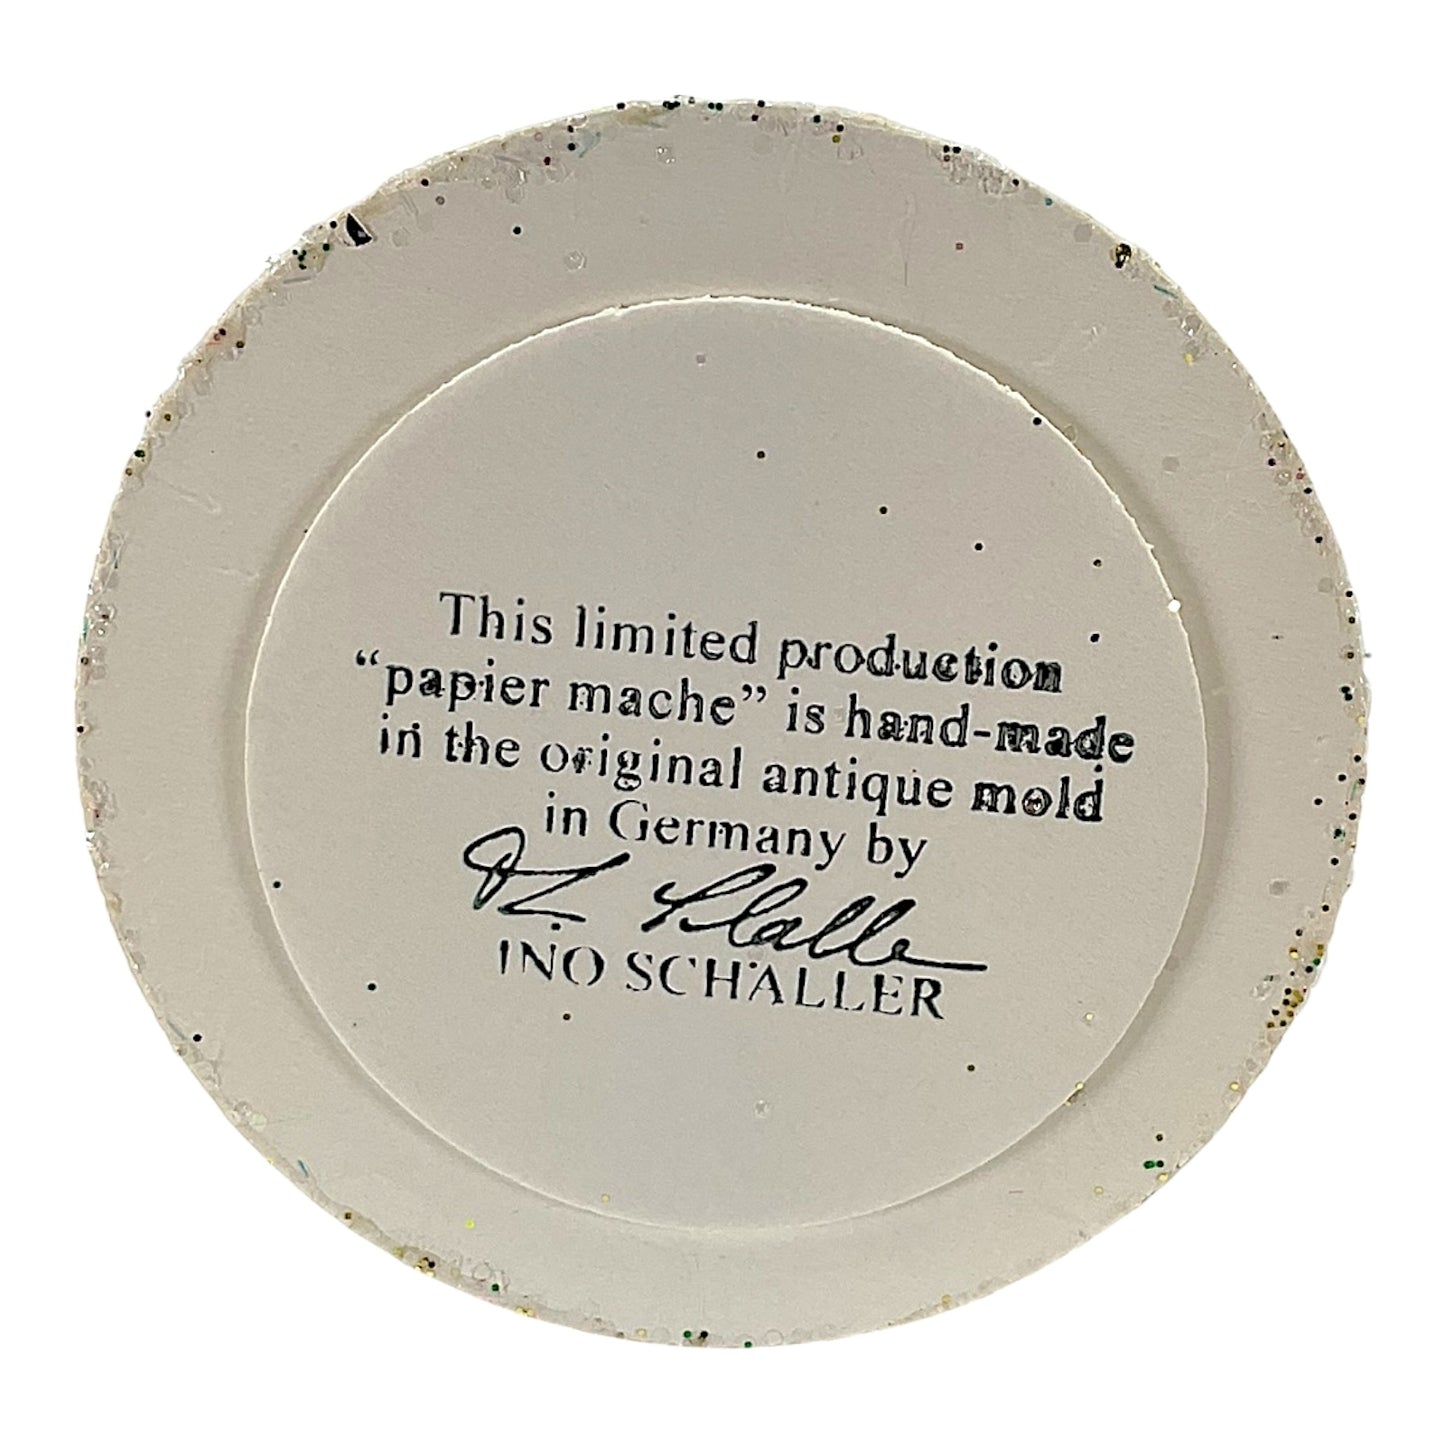 This limited production
“papier mache” is hand-made
in the original antique mold
in Germany by
INO SCHALLER